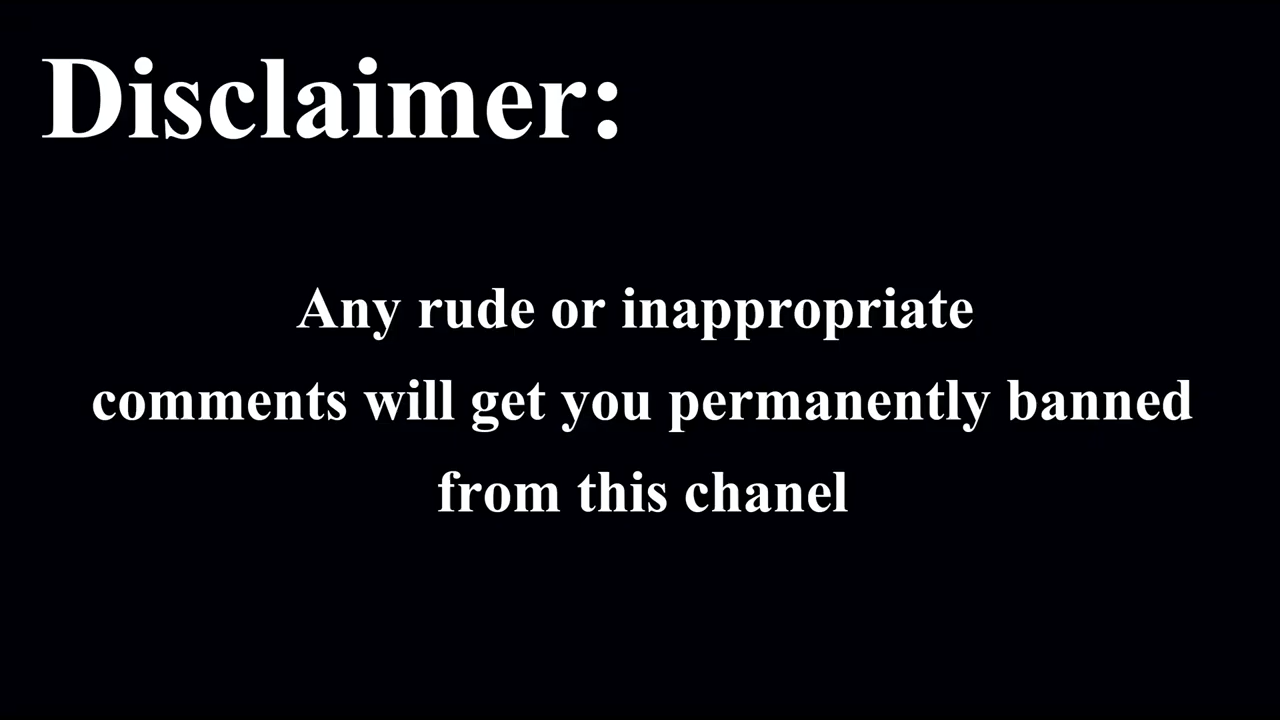 Disclaimer:
Any rude or inappropriate
comments will get you permanently banned
from this chanel